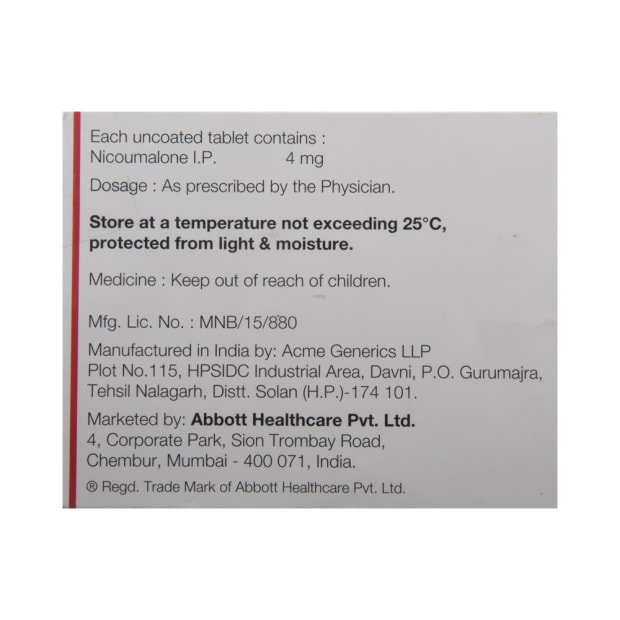 Each uncoated tablet contains :
Nicoumalone I.P. 4 mg
Dosage : As prescribed by the Physician.
Store at a temperature not exceeding 25°C,
protected from light & moisture.
Medicine : Keep out of reach of children.
Mfg. Lic. No. : MNB/15/880
Manufactured in India by: Acme Generics LLP
Plot No.115, HPSIDC Industrial Area, Davni, P.O. Gurumajra,
Tehsil Nalagarh, Distt. Solan (H.P.)-174 101.
Marketed by: Abbott Healthcare Pvt. Ltd.
4, Corporate Park, Sion Trombay Road,
Chembur, Mumbai - 400 071, India.
® Regd. Trade Mark of Abbott Healthcare Pvt. Ltd.